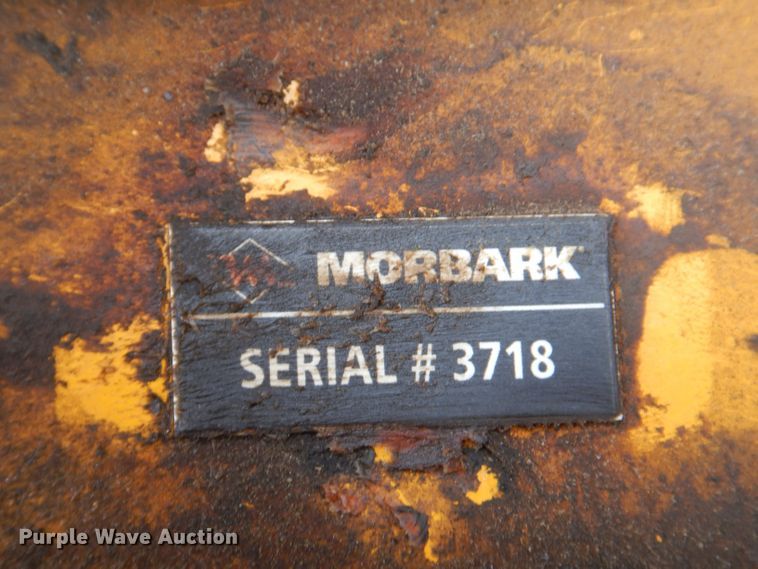 MORBARK
SERIAL # 3718
Purple Wave Auction